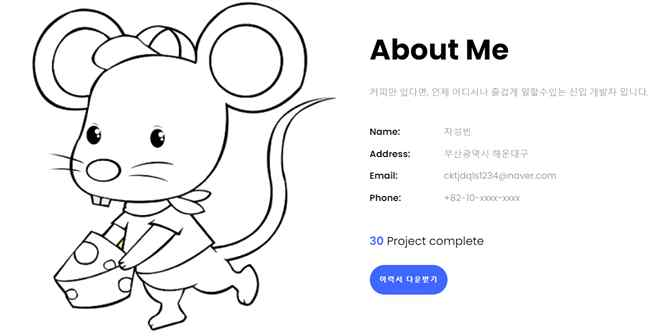 About Me
커피만 있다면, 언제 어디서나 즐겁게 일할수있는 신입 개발자 입니다.
Name: 차성빈
Address: 부산광역시 해운대구
Email: cktjdqls1234@naver.com
Phone: +82-10-xxxx-xxxx
30 Project complete
이력서 다운받기